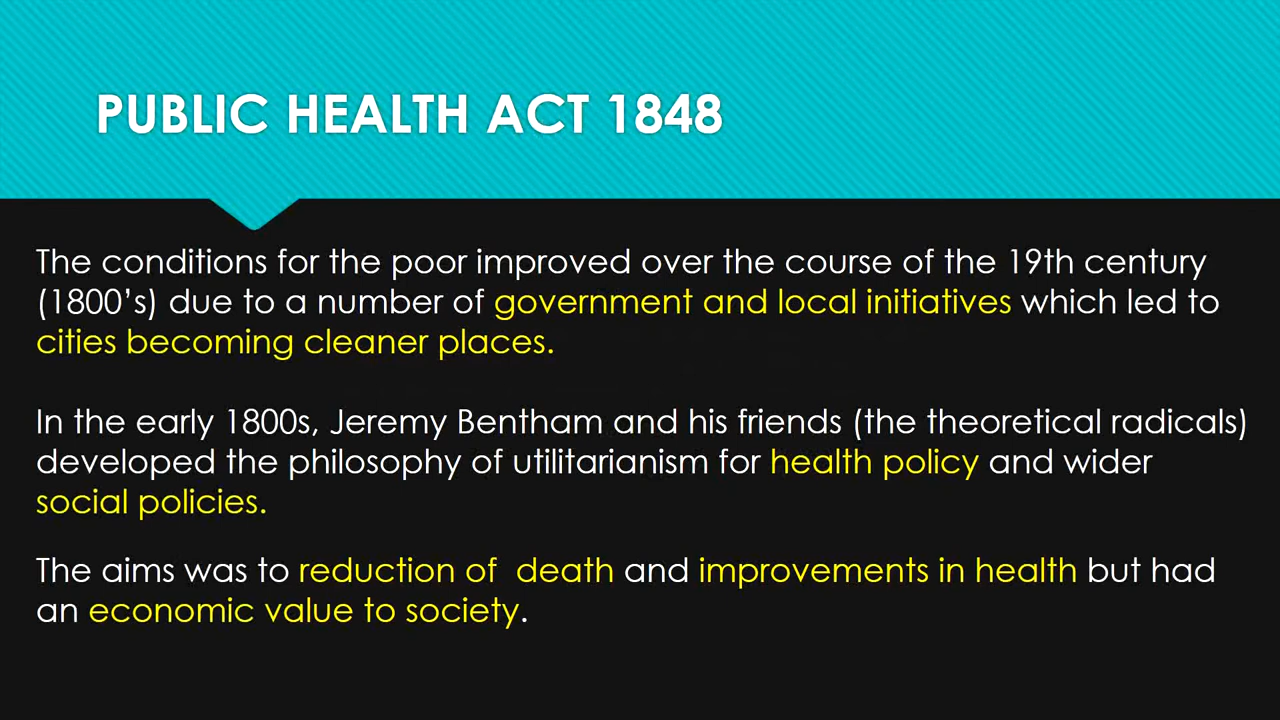 PUBLIC HEALTH ACT 1848
The conditions for the poor improved over the course of the 19th century
(1800’s) due to a number of government and local initiatives which led to
cities becoming cleaner places.
In the early 1800s, Jeremy Bentham and his friends (the theoretical radicals)
developed the philosophy of utilitarianism for health policy and wider
social policies.
The aims was to reduction of  death and improvements in health but had
an economic value to society.